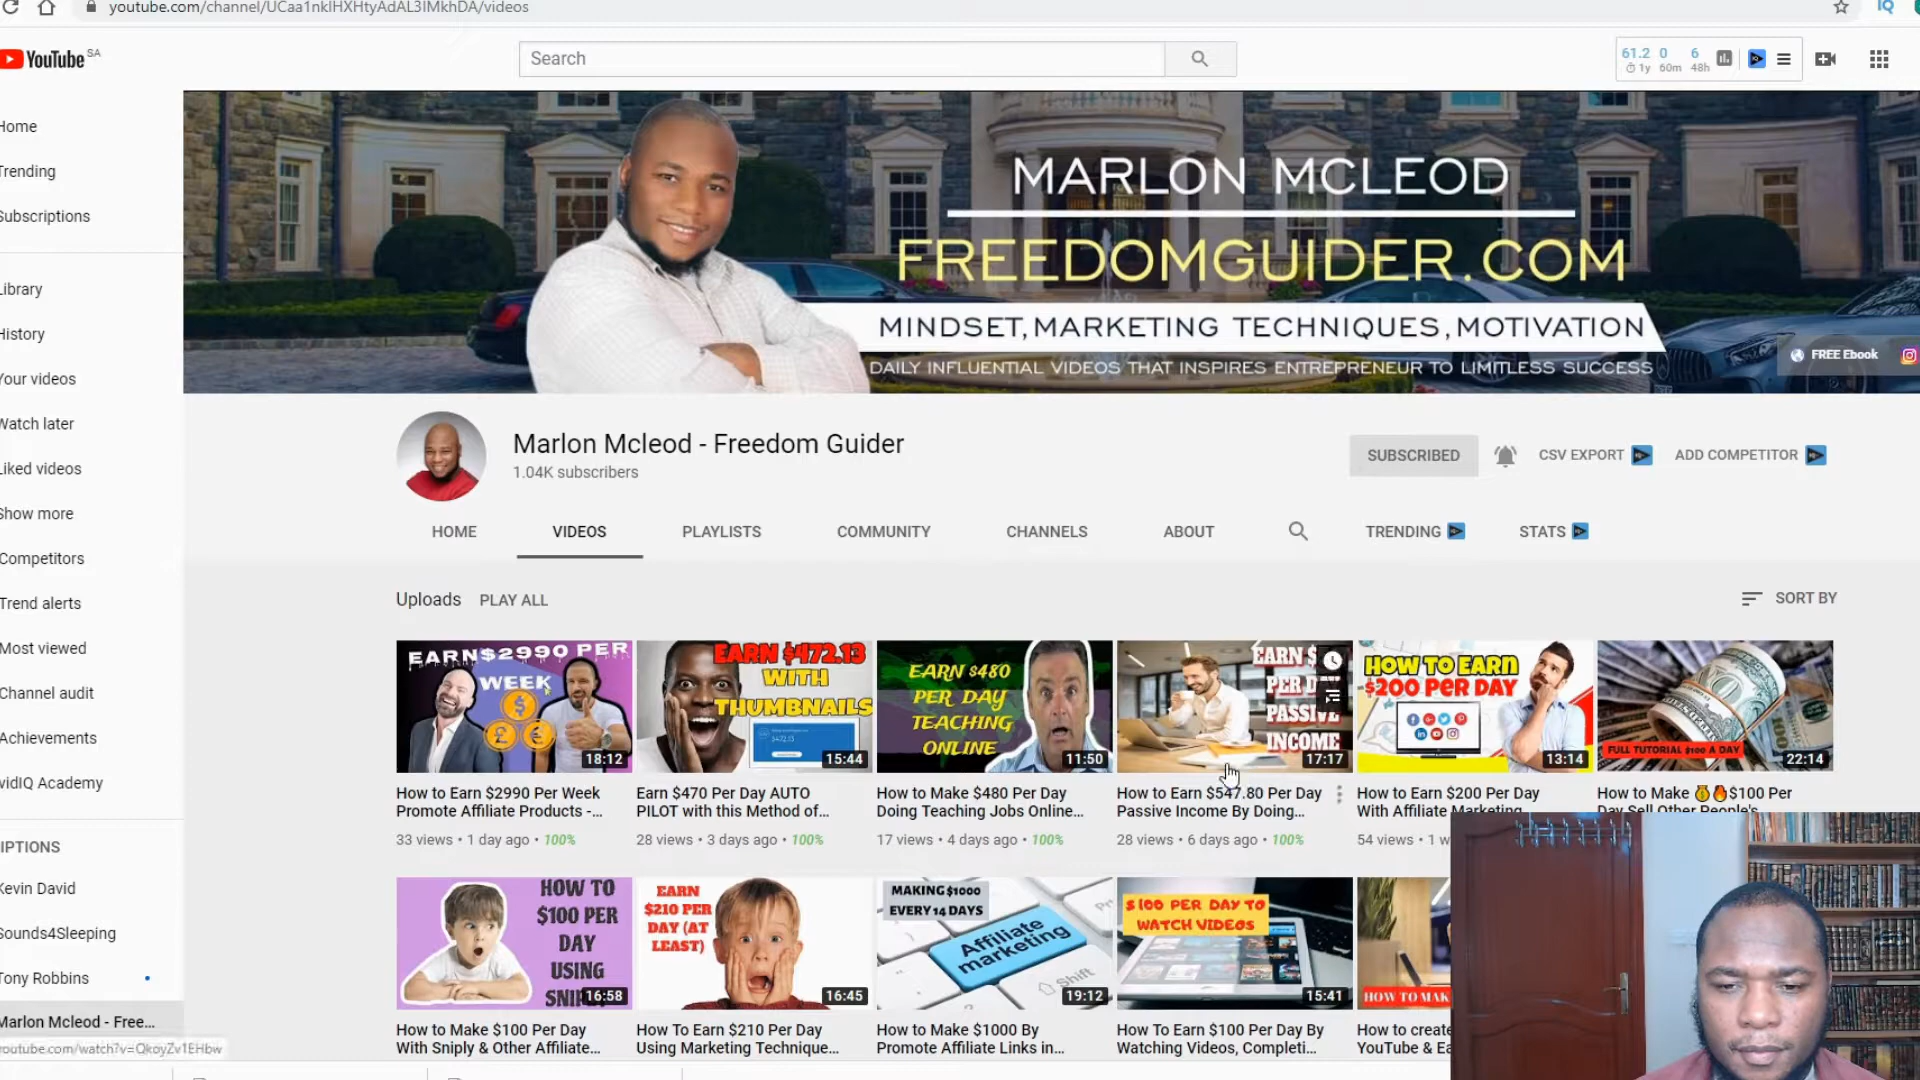 youtube.com/channel/UCaa1nklHXHtyAdAL3IMkhDA/videos
YouTube SA
Search
61.2 0 6
1y 60m 48h
Home
Trending
Subscriptions
Library
History
Your videos
Watch later
Liked videos
Show more
Competitors
Trend alerts
Most viewed
Channel audit
Achievements
vidIQ Academy
IPTIONS
Kevin David
Sounds4Sleeping
Tony Robbins
Marlon Mcleod - Free...
youtube.com/watch?v=QkoyZv1EHbw
MARLON MCLEOD
FREEDOMGUIDER.COM
MINDSET,MARKETING TECHNIQUES,MOTIVATION
DAILY INFLUENTIAL VIDEOS THAT INSPIRES ENTREPRENEUR TO LIMITLESS SUCCESS
FREE Ebook
Marlon Mcleod - Freedom Guider
1.04K subscribers
SUBSCRIBED
CSV EXPORT
ADD COMPETITOR
HOME VIDEOS PLAYLISTS COMMUNITY CHANNELS ABOUT TRENDING STATS
Uploads PLAY ALL
SORT BY
EARN$2990 PER
WEEK
18:12
How to Earn $2990 Per Week
Promote Affiliate Products -...
33 views • 1 day ago • 100%
EARN $472.13
WITH
THUMBNAILS
$472.13
15:44
Earn $470 Per Day AUTO
PILOT with this Method of...
28 views • 3 days ago • 100%
EARN $480
PER DAY
TEACHING
ONLINE
11:50
How to Make $480 Per Day
Doing Teaching Jobs Online...
17 views • 4 days ago • 100%
EARN $
PER D
PASSIVE
INCOME
17:17
How to Earn $547.80 Per Day
Passive Income By Doing...
28 views • 6 days ago • 100%
HOW TO EARN
$200 PER DAY
13:14
How to Earn $200 Per Day
With Affiliate Marketing
54 views • 1 w
FULL TUTORIAL $100 A DAY
22:14
How to Make 💰🔥$100 Per
Day Sell Other People's
HOW TO
$100 PER
DAY
USING
SNIP
16:58
How to Make $100 Per Day
With Sniply & Other Affiliate...
EARN
$210 PER
DAY (AT
LEAST)
16:45
How To Earn $210 Per Day
Using Marketing Technique...
MAKING $1000
EVERY 14 DAYS
Affiliate
marketing
Shift
19:12
How to Make $1000 By
Promote Affiliate Links in...
$100 PER DAY TO
WATCH VIDEOS
15:41
How To Earn $100 Per Day By
Watching Videos, Completi...
HOW TO MAK
How to create
YouTube & Ea